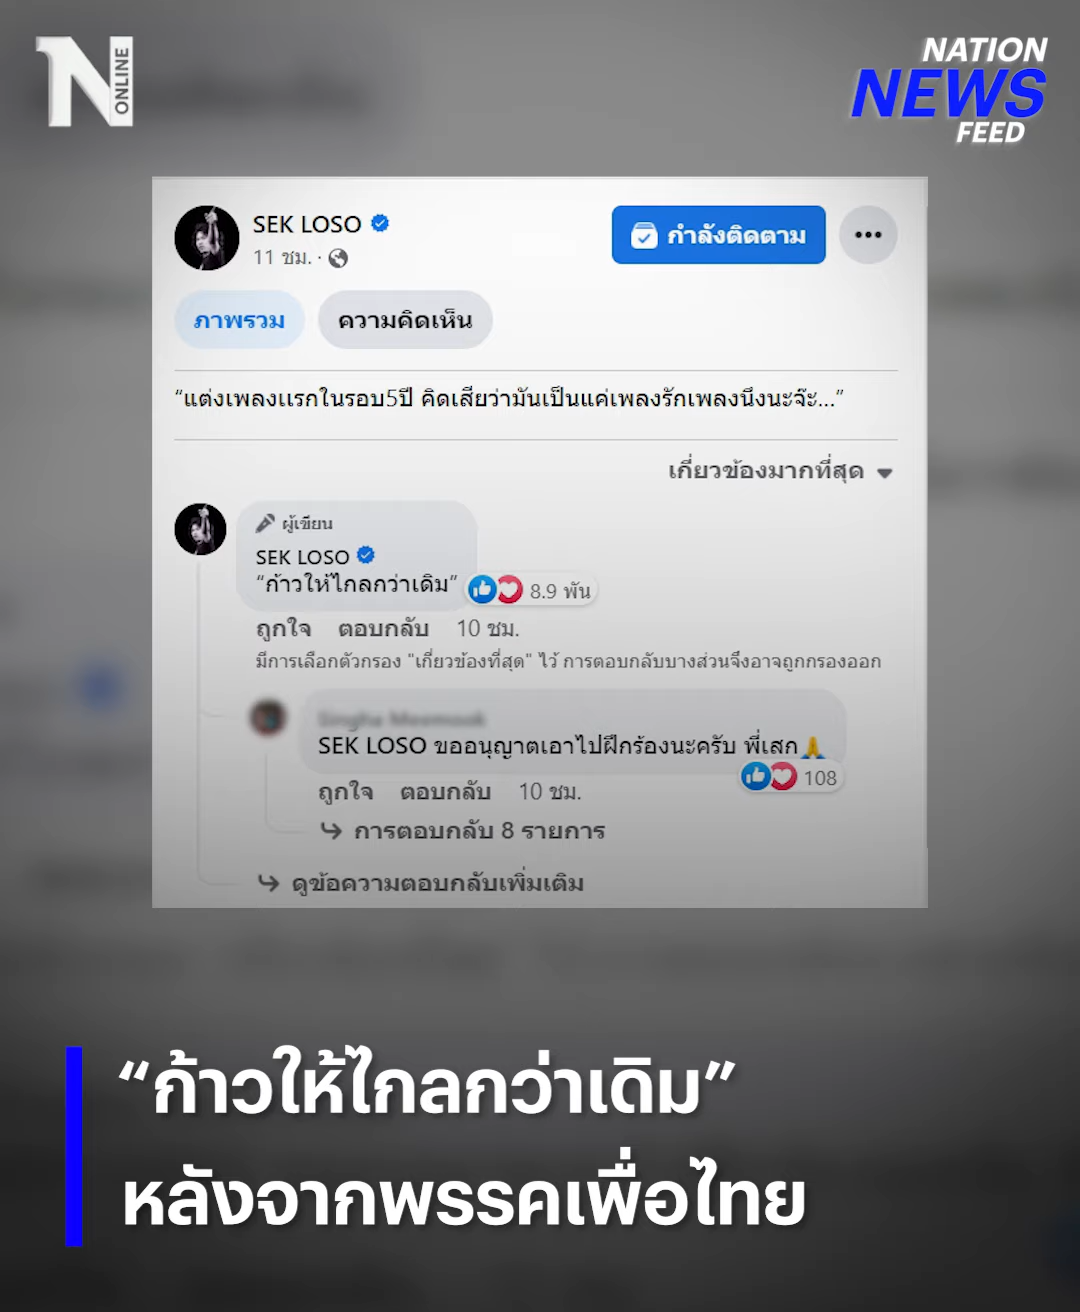 N ONLINE
NATION
NEWS
FEED
SEK LOSO
11 ชม.
กำลังติดตาม
ภาพรวม
ความคิดเห็น
“แต่งเพลงเเรกในรอบ5ปี คิดเสียว่ามันเป็นแค่เพลงรักเพลงนึงนะจ๊ะ...”
เกี่ยวข้องมากที่สุด
ผู้เขียน
SEK LOSO
“ก้าวให้ไกลกว่าเดิม”
8.9 พัน
ถูกใจ ตอบกลับ 10 ชม.
มีการเลือกตัวกรอง "เกี่ยวข้องที่สุด" ไว้ การตอบกลับบางส่วนจึงอาจถูกกรองออก
SEK LOSO ขออนุญาตเอาไปฝึกร้องนะครับ พี่เสก🙏
108
ถูกใจ ตอบกลับ 10 ชม.
การตอบกลับ 8 รายการ
ดูข้อความตอบกลับเพิ่มเติม
“ก้าวให้ไกลกว่าเดิม”
หลังจากพรรคเพื่อไทย